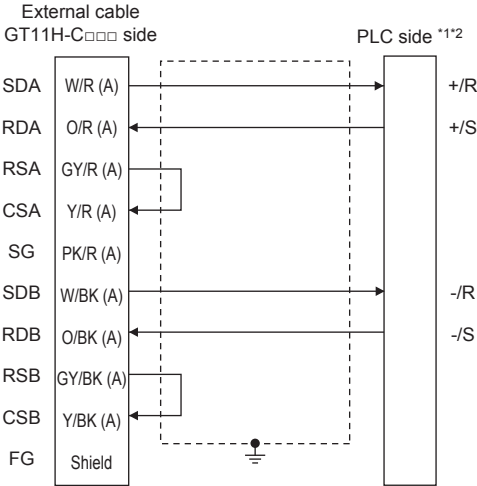 External cable
GT11H-C□□□ side
PLC side *1*2
SDA W/R (A) +/R
RDA O/R (A) +/S
RSA GY/R (A)
CSA Y/R (A)
SG PK/R (A)
SDB W/BK (A) -/R
RDB O/BK (A) -/S
RSB GY/BK (A)
CSB Y/BK (A)
FG Shield